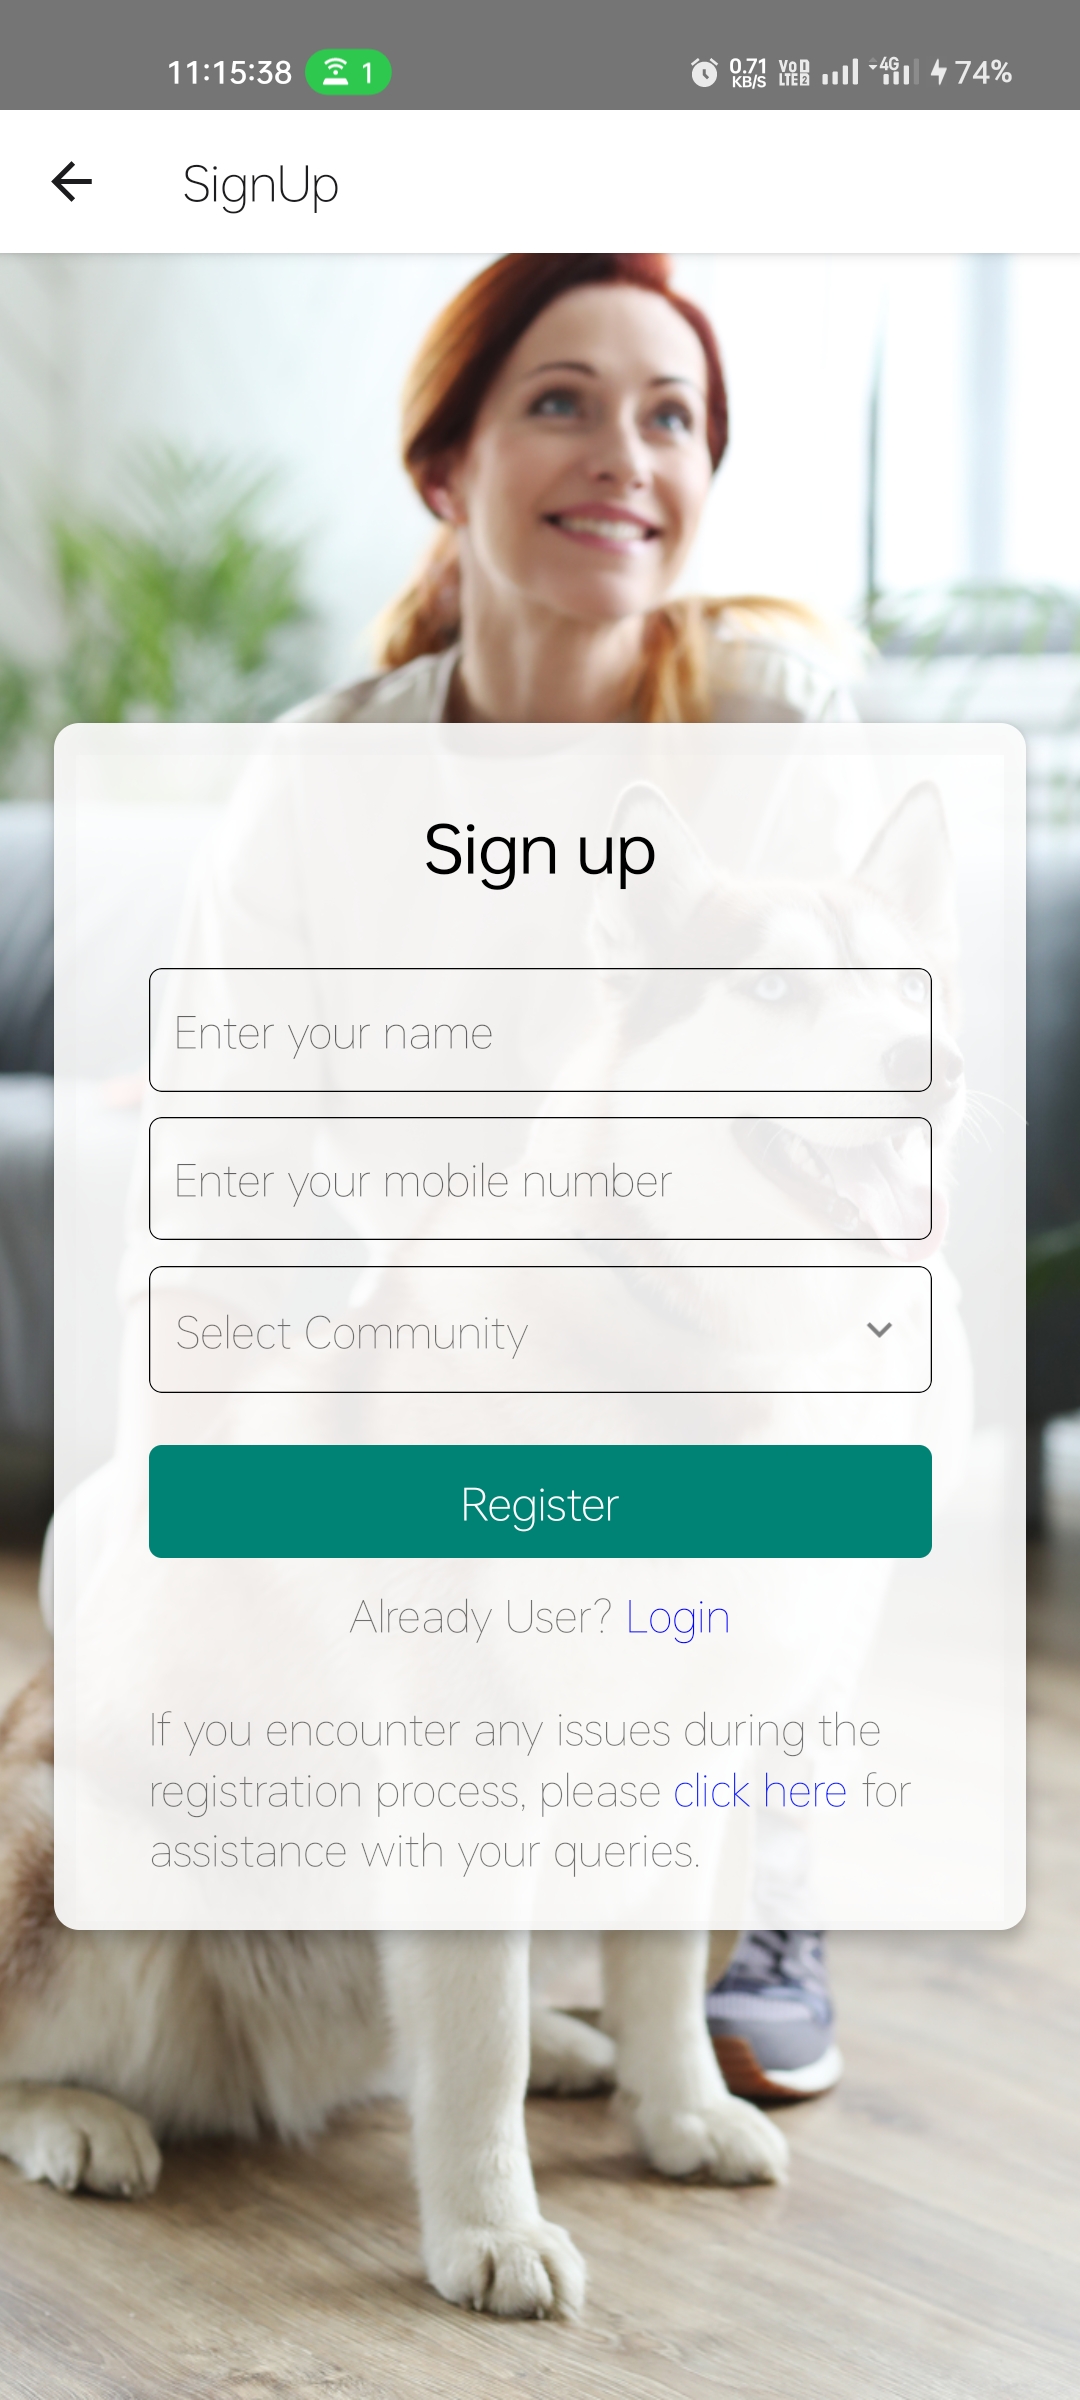 11:15:38 1 0.71 KB/S VoD LTE2 4G 74%
SignUp
Sign up
Enter your name
Enter your mobile number
Select Community
Register
Already User? Login
If you encounter any issues during the
registration process, please click here for
assistance with your queries.